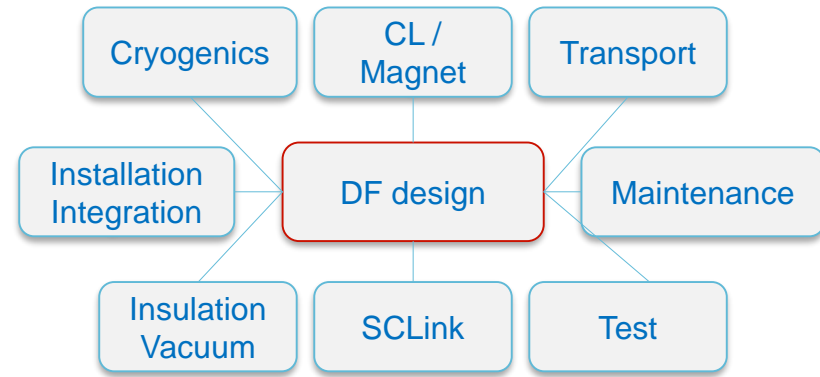 Cryogenics
CL /
Magnet
Transport
Installation
Integration
DF design
Maintenance
Insulation
Vacuum
SCLink
Test